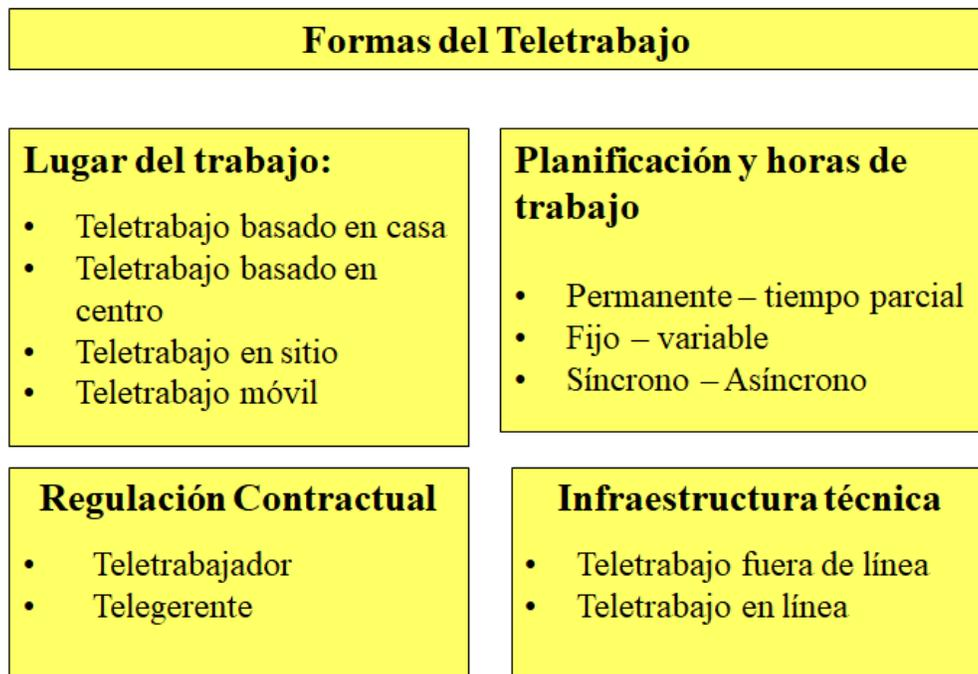 Formas del Teletrabajo
Lugar del trabajo:
• Teletrabajo basado en casa
• Teletrabajo basado en
centro
• Teletrabajo en sitio
• Teletrabajo móvil
Planificación y horas de
trabajo
• Permanente – tiempo parcial
• Fijo – variable
• Síncrono – Asíncrono
Regulación Contractual
• Teletrabajador
• Telegerente
Infraestructura técnica
• Teletrabajo fuera de línea
• Teletrabajo en línea